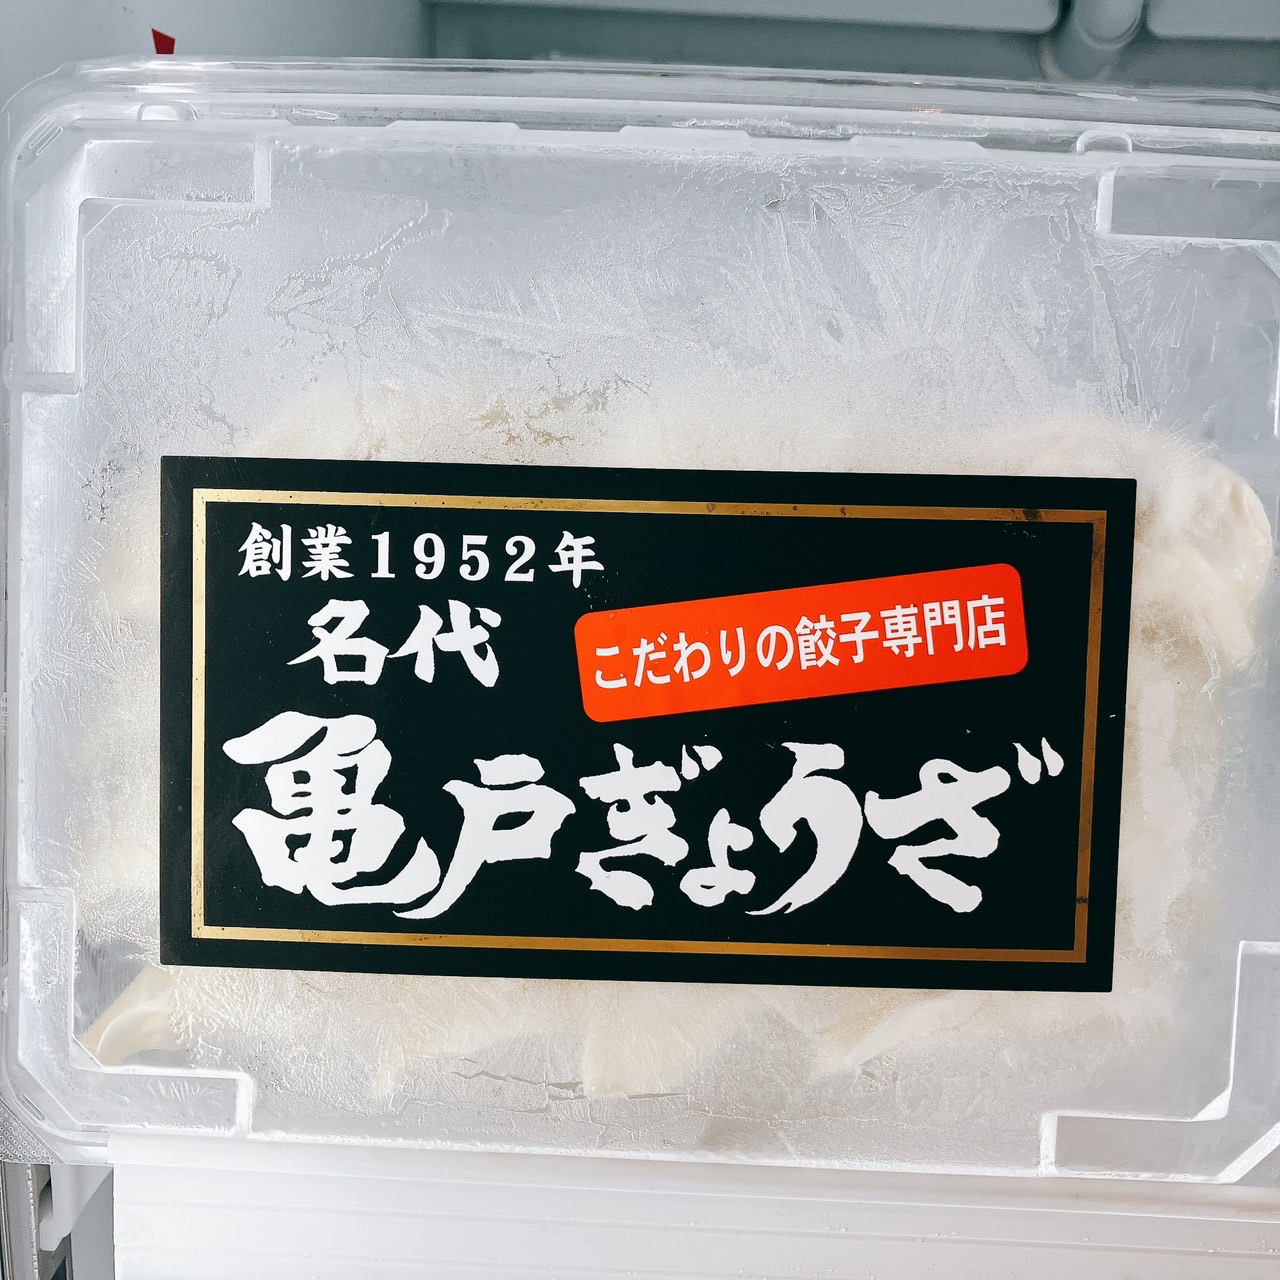 創業1952年
名代
こだわりの餃子専門店
亀戸ぎょうざ